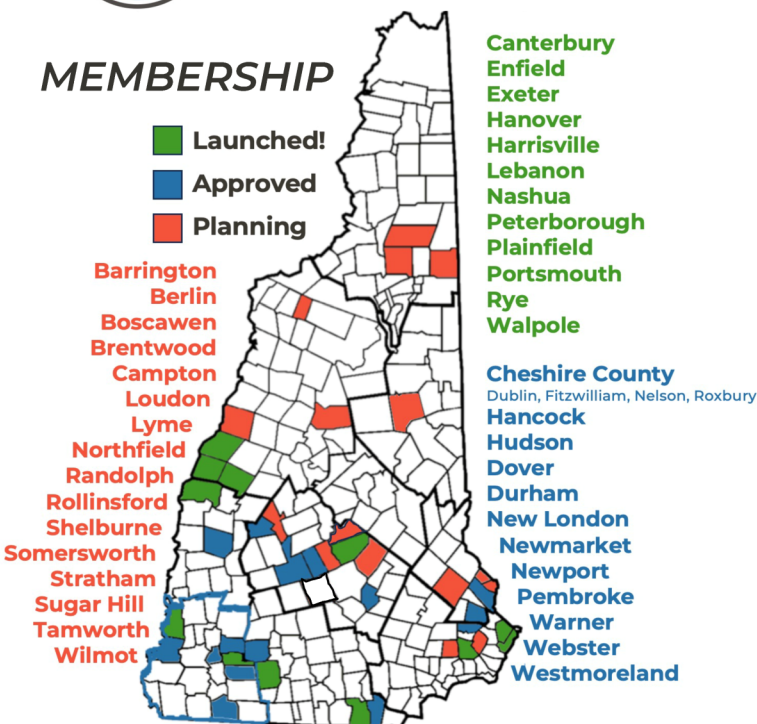 MEMBERSHIP
Launched!
Approved
Planning
Barrington
Berlin
Boscawen
Brentwood
Campton
Loudon
Lyme
Northfield
Randolph
Rollinsford
Shelburne
Somersworth
Stratham
Sugar Hill
Tamworth
Wilmot
Canterbury
Enfield
Exeter
Hanover
Harrisville
Lebanon
Nashua
Peterborough
Plainfield
Portsmouth
Rye
Walpole
Cheshire County
Dublin, Fitzwilliam, Nelson, Roxbury
Hancock
Hudson
Dover
Durham
New London
Newmarket
Newport
Pembroke
Warner
Webster
Westmoreland